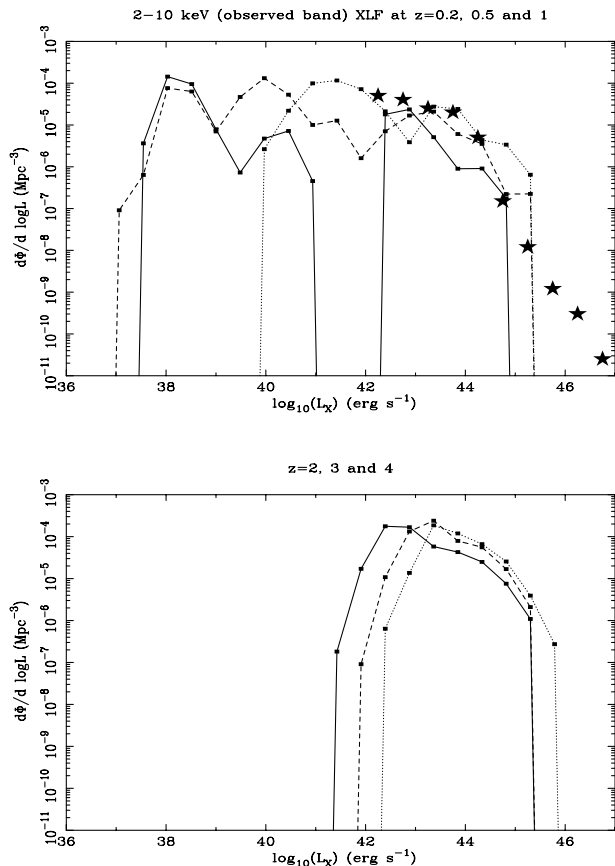 2−10 keV (observed band) XLF at z=0.2, 0.5 and 1
dΦ/d logL (Mpc⁻³)
10⁻³
10⁻⁴
10⁻⁵
10⁻⁶
10⁻⁷
10⁻⁸
10⁻⁹
10⁻¹⁰
10⁻¹¹
36 38 40 42 44 46
log₁₀(L_X) (erg s⁻¹)
z=2, 3 and 4
dΦ/d logL (Mpc⁻³)
10⁻³
10⁻⁴
10⁻⁵
10⁻⁶
10⁻⁷
10⁻⁸
10⁻⁹
10⁻¹⁰
10⁻¹¹
36 38 40 42 44 46
log₁₀(L_X) (erg s⁻¹)